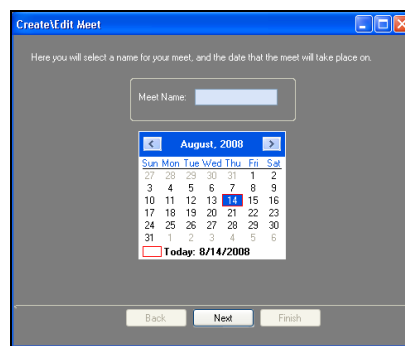 Create\Edit Meet
Here you will select a name for your meet, and the date that the meet will take place on.
Meet Name:
< August, 2008 >
Sun Mon Tue Wed Thu Fri Sat
27 28 29 30 31 1 2
3 4 5 6 7 8 9
10 11 12 13 14 15 16
17 18 19 20 21 22 23
24 25 26 27 28 29 30
31 1 2 3 4 5 6
Today: 8/14/2008
Back Next Finish